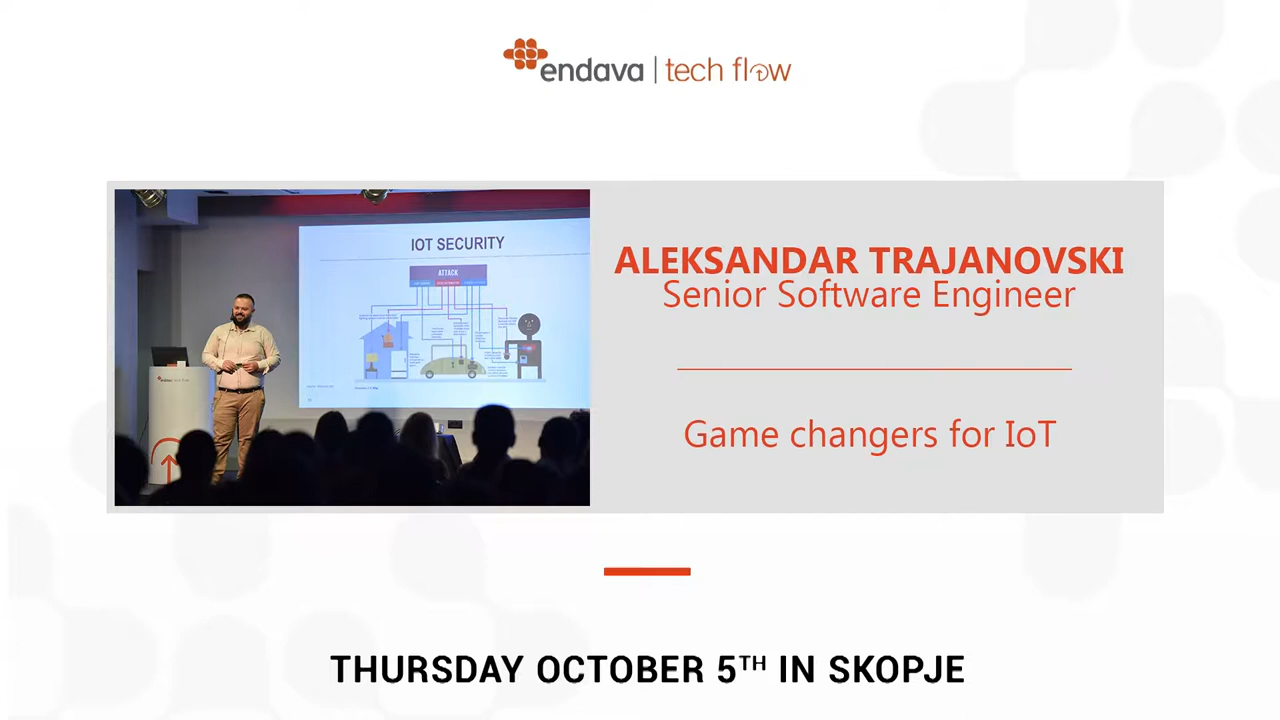 endava | tech flow
IOT SECURITY
ATTACK
ALEKSANDAR TRAJANOVSKI
Senior Software Engineer
Game changers for IoT
THURSDAY OCTOBER 5TH IN SKOPJE